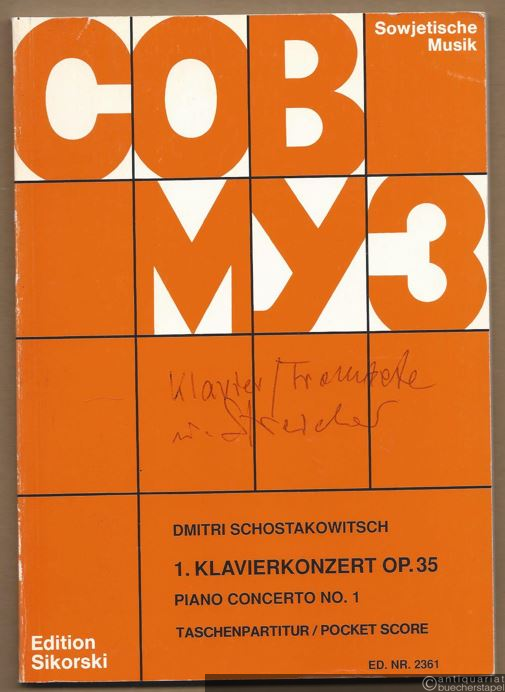 СОВ
Sowjetische
Musik
МУЗ
Klavier / Trompete
u. Streicher
DMITRI SCHOSTAKOWITSCH
1. KLAVIERKONZERT OP. 35
PIANO CONCERTO NO. 1
TASCHENPARTITUR / POCKET SCORE
Edition
Sikorski
ED. NR. 2361
antiquariat
buecherstapel